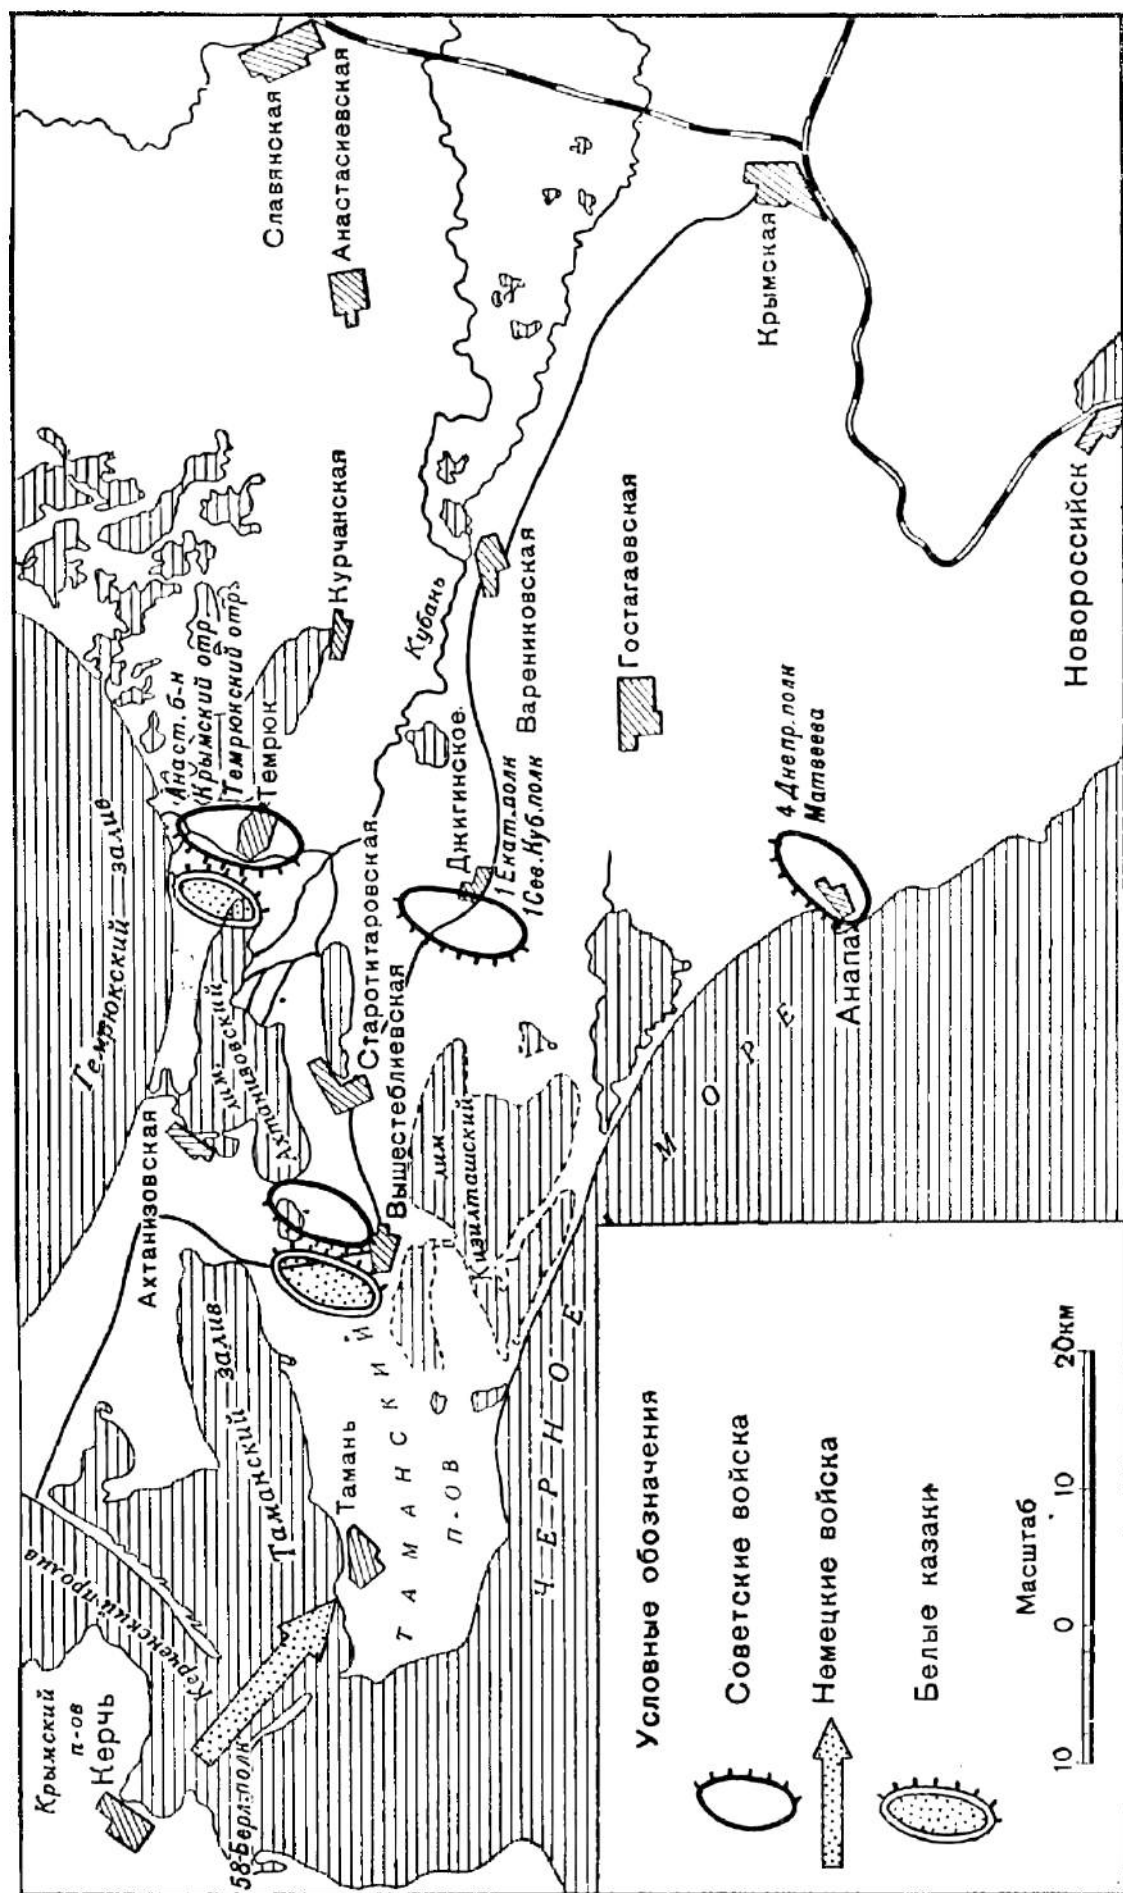 Крымский
п-ов
Керчь
Керченский пролив
58 Берл. полк
Таманский залив
Тамань
ТАМАНСКИЙ
П-ОВ
Ахтанизовская
Темрюкский залив
Ахтанизовский
лим.
Анаст. б-н
Крымский отр.
Темрюкский отр.
Темрюк
Курчанская
Славянская
Анастасиевская
Старотитаровская
Вышестеблиевская
Кизилташский
лим
Кубань
Джигинское
1 Екат. полк
1 Сев. Куб. полк
Варениковская
Гостагаевская
Крымская
4 Днепр. полк
Матвеева
Анапа
Новороссийск
ЧЕРНОЕ
МОРЕ
Условные обозначения
Советские войска
Немецкие войска
Белые казаки
Масштаб
10 0 10 20км